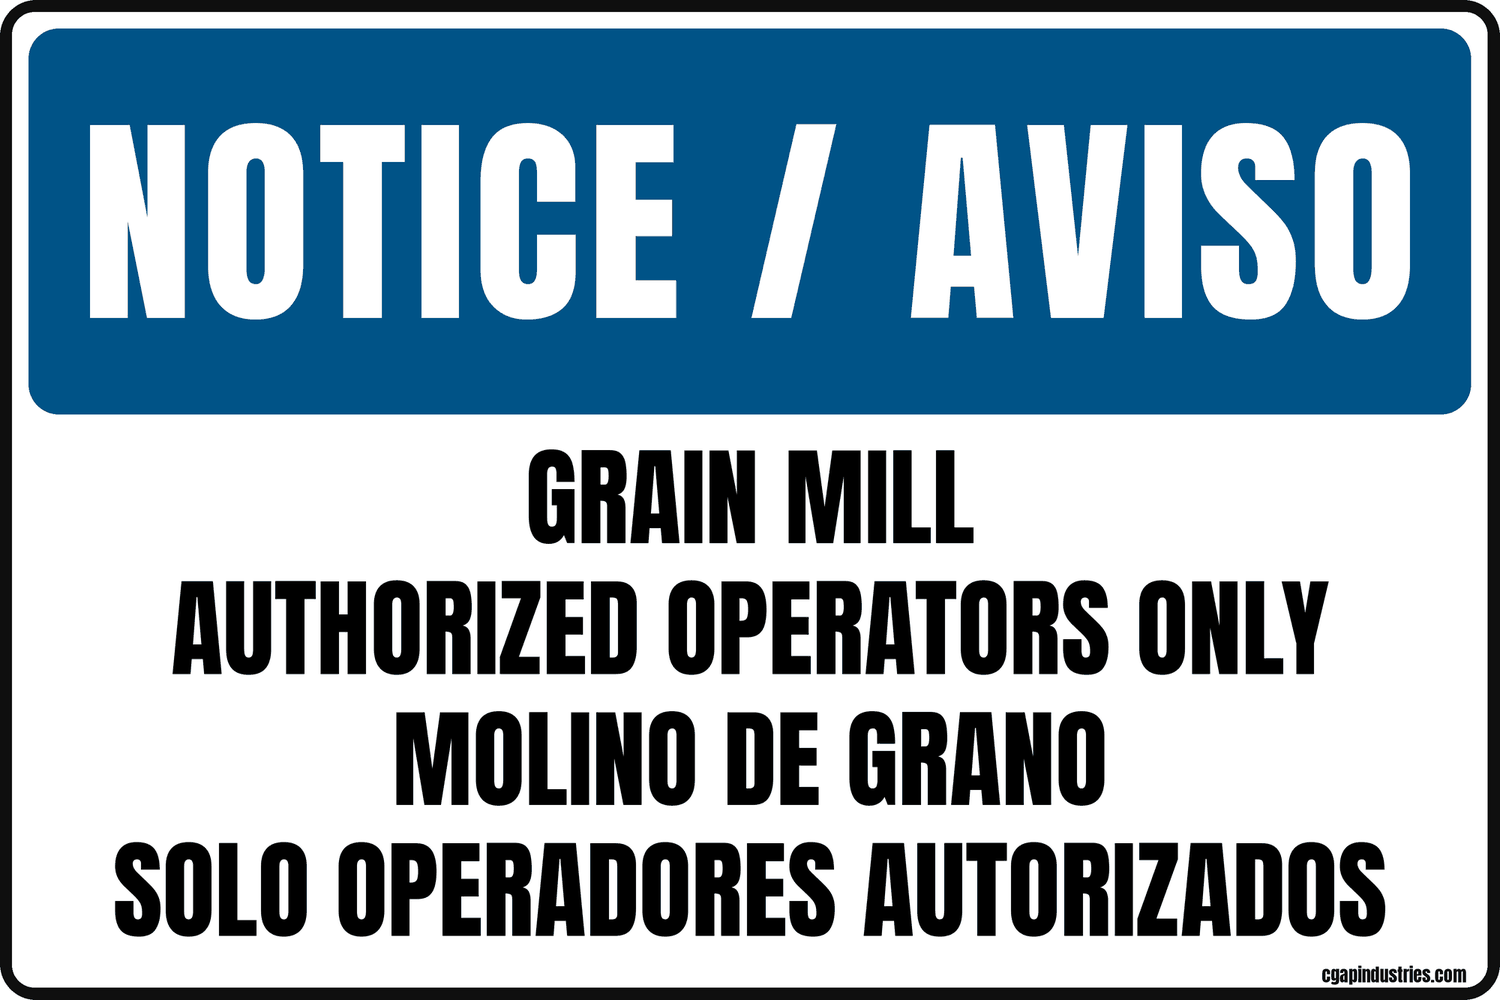 NOTICE / AVISO
GRAIN MILL
AUTHORIZED OPERATORS ONLY
MOLINO DE GRANO
SOLO OPERADORES AUTORIZADOS
cgapindustries.com